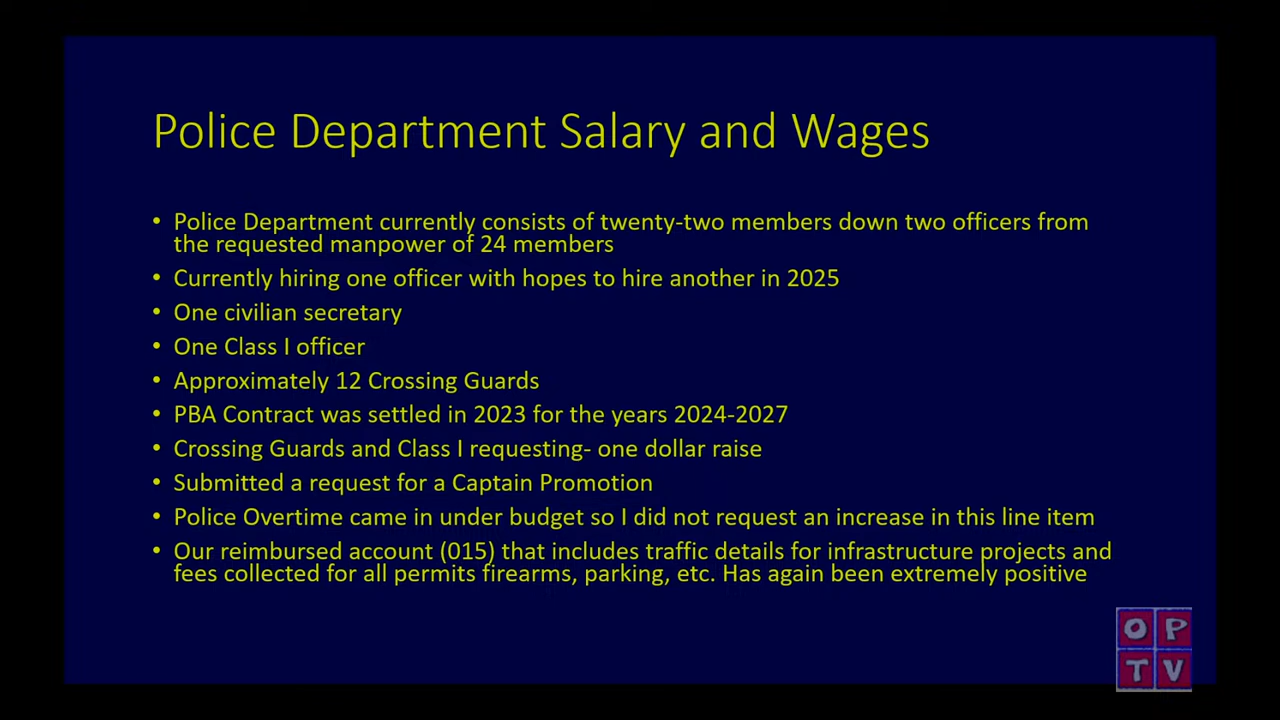 Police Department Salary and Wages
• Police Department currently consists of twenty-two members down two officers from
the requested manpower of 24 members
• Currently hiring one officer with hopes to hire another in 2025
• One civilian secretary
• One Class I officer
• Approximately 12 Crossing Guards
• PBA Contract was settled in 2023 for the years 2024-2027
• Crossing Guards and Class I requesting- one dollar raise
• Submitted a request for a Captain Promotion
• Police Overtime came in under budget so I did not request an increase in this line item
• Our reimbursed account (015) that includes traffic details for infrastructure projects and
fees collected for all permits firearms, parking, etc. Has again been extremely positive
O P
T V